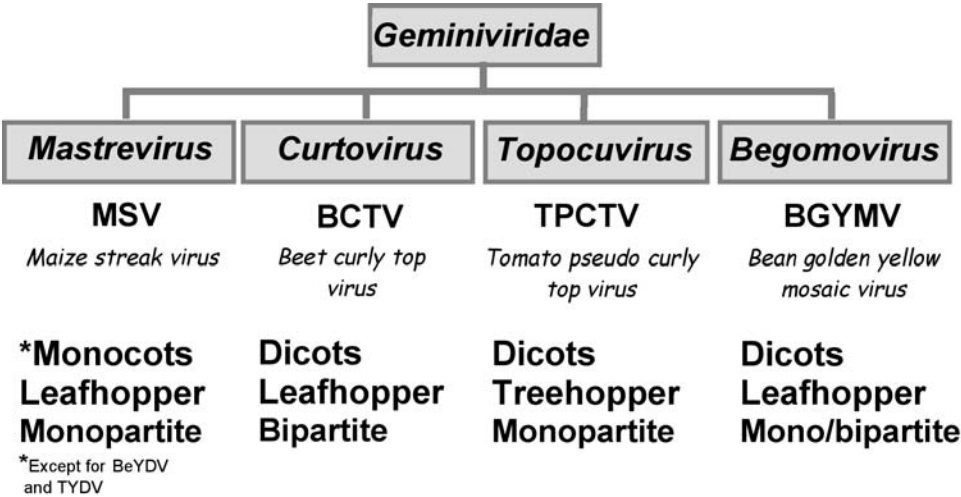 Geminiviridae
Mastrevirus
Curtovirus
Topocuvirus
Begomovirus
MSV
BCTV
TPCTV
BGYMV
Maize streak virus
Beet curly top
virus
Tomato pseudo curly
top virus
Bean golden yellow
mosaic virus
*Monocots
Leafhopper
Monopartite
*Except for BeYDV
and TYDV
Dicots
Leafhopper
Bipartite
Dicots
Treehopper
Monopartite
Dicots
Leafhopper
Mono/bipartite